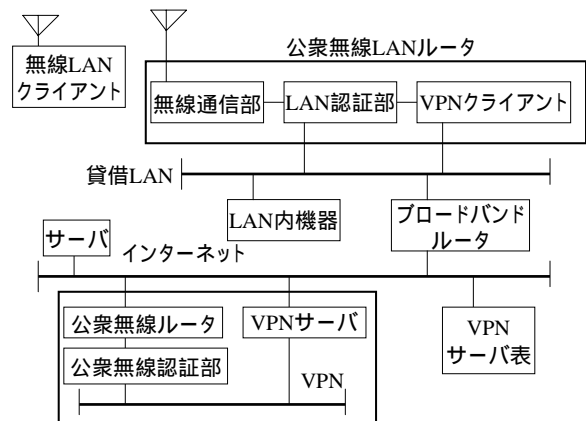 無線LAN
クライアント
公衆無線LANルータ
無線通信部
LAN認証部
VPNクライアント
貸借LAN
LAN内機器
ブロードバンド
ルータ
サーバ
インターネット
公衆無線ルータ
VPNサーバ
VPN
サーバ表
公衆無線認証部
VPN